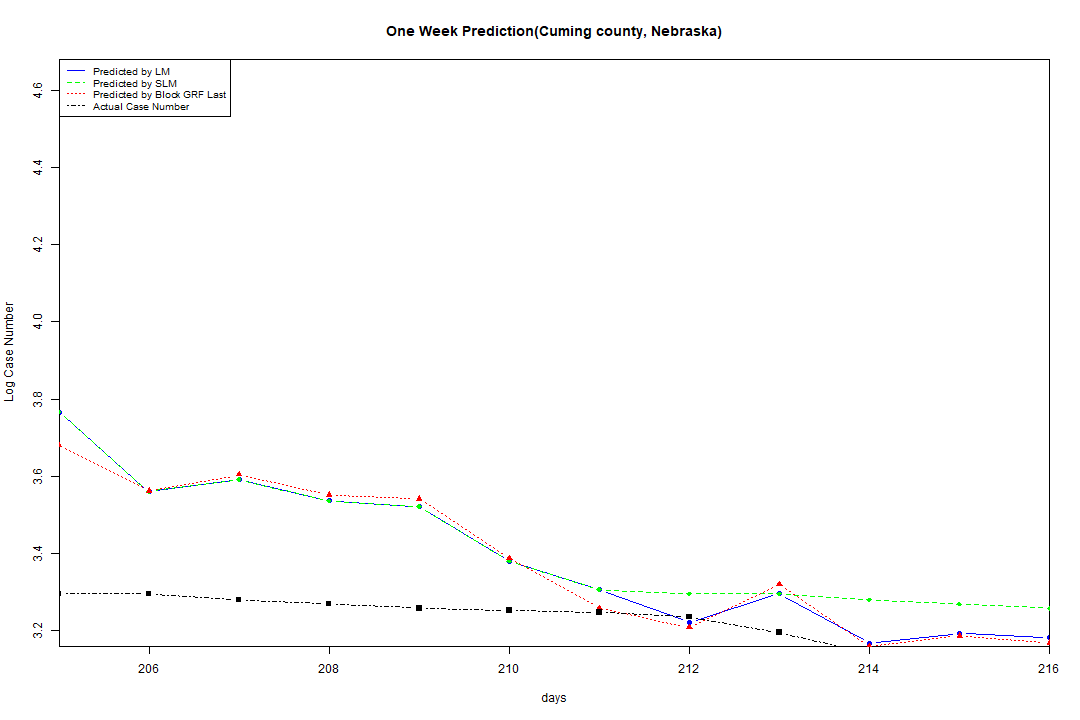 One Week Prediction(Cuming county, Nebraska)
Predicted by LM
Predicted by SLM
Predicted by Block GRF Last
Actual Case Number
4.6
4.4
4.2
4.0
3.8
3.6
3.4
3.2
Log Case Number
206 208 210 212 214 216
days